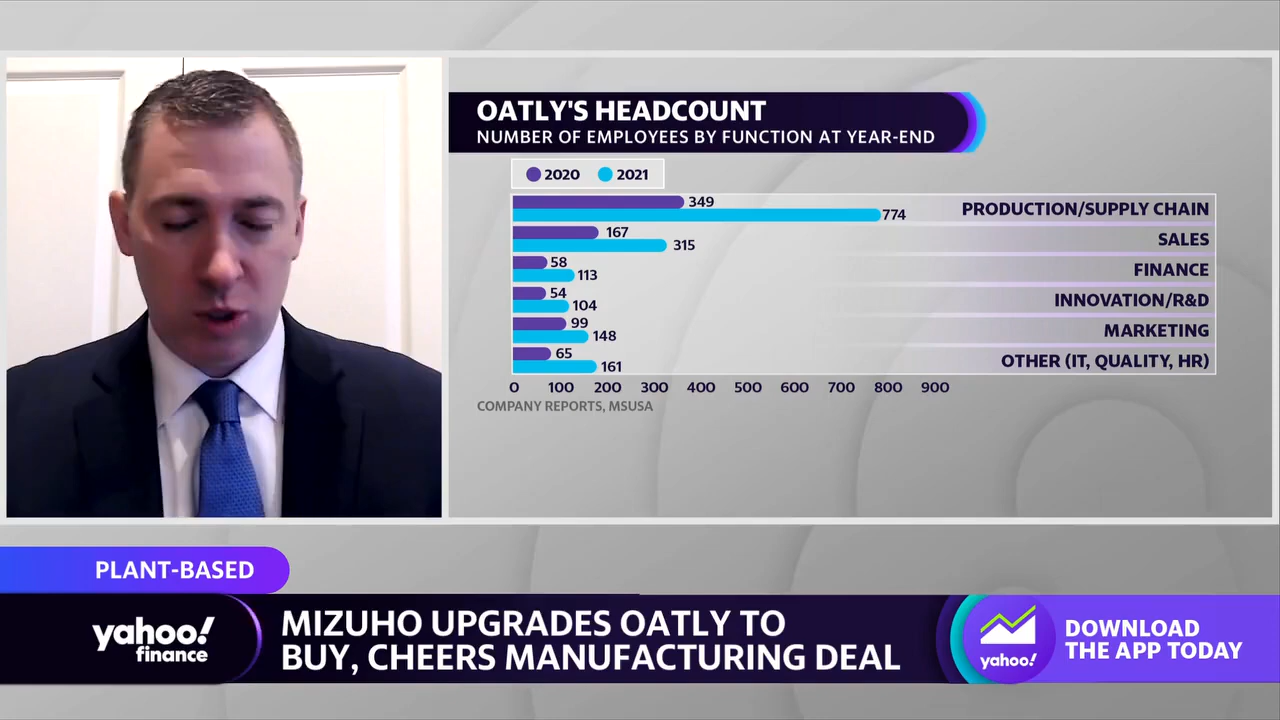 OATLY'S HEADCOUNT
NUMBER OF EMPLOYEES BY FUNCTION AT YEAR-END
2020 2021
349
774
PRODUCTION/SUPPLY CHAIN
167
315
SALES
58
113
FINANCE
54
104
INNOVATION/R&D
99
148
MARKETING
65
161
OTHER (IT, QUALITY, HR)
0 100 200 300 400 500 600 700 800 900
COMPANY REPORTS, MSUSA
PLANT-BASED
yahoo!
finance
MIZUHO UPGRADES OATLY TO
BUY, CHEERS MANUFACTURING DEAL
yahoo!
DOWNLOAD
THE APP TODAY